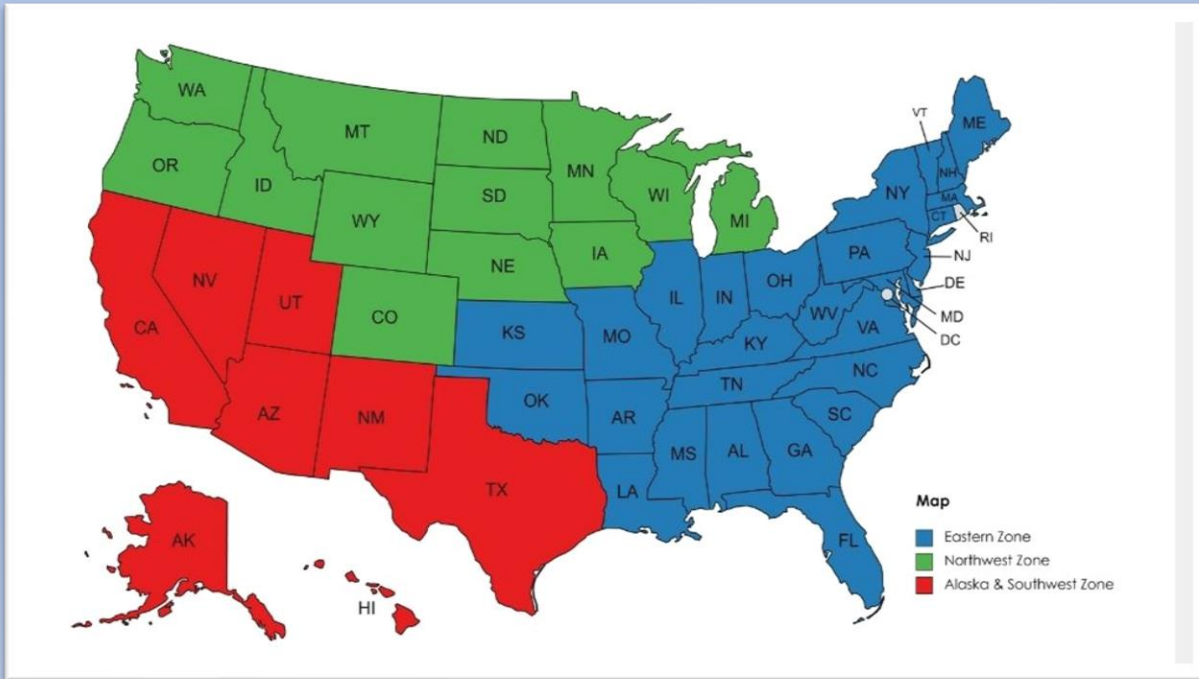 WA
MT
ND
MN
OR
ID
SD
WI
MI
WY
NE
IA
VT
ME
NH
NY
MA
CT
RI
NJ
PA
DE
MD
DC
NV
UT
CO
CA
KS
MO
IL
IN
OH
WV
VA
KY
NC
TN
AZ
NM
OK
AR
SC
MS
AL
GA
TX
LA
FL
AK
HI
Map
Eastern Zone
Northwest Zone
Alaska & Southwest Zone